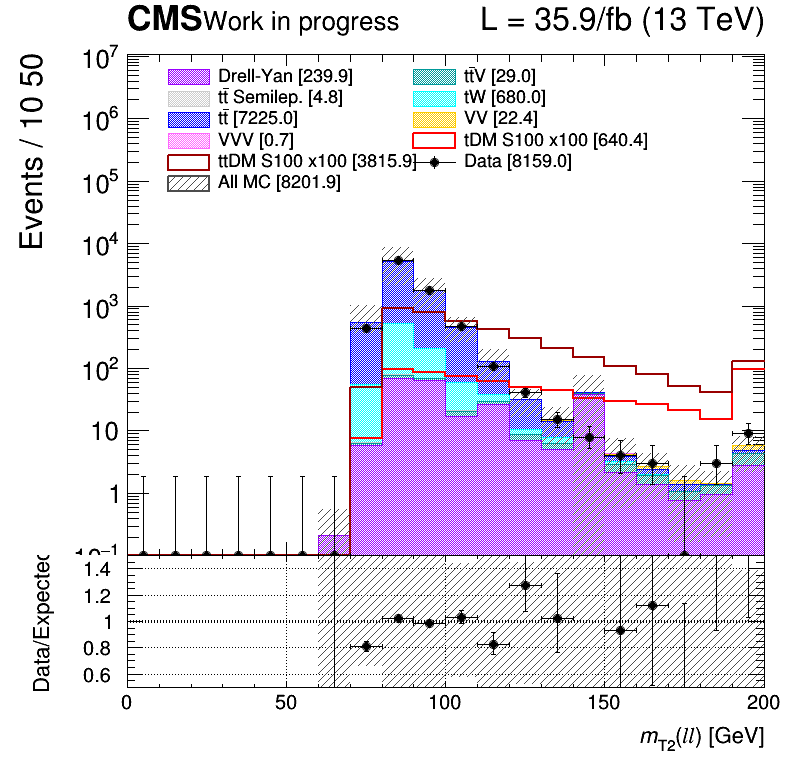 CMS Work in progress L = 35.9/fb (13 TeV)
Events / 10 50
10⁷
10⁶
10⁵
10⁴
10³
10²
10
1
10⁻¹
Drell-Yan [239.9] tt̄V [29.0]
tt̄ Semilep. [4.8] tW [680.0]
tt̄ [7225.0] VV [22.4]
VVV [0.7] tDM S100 x100 [640.4]
ttDM S100 x100 [3815.9] Data [8159.0]
All MC [8201.9]
Data/Expected
1.4
1.2
1
0.8
0.6
0 50 100 150 200
m_T2(ll) [GeV]